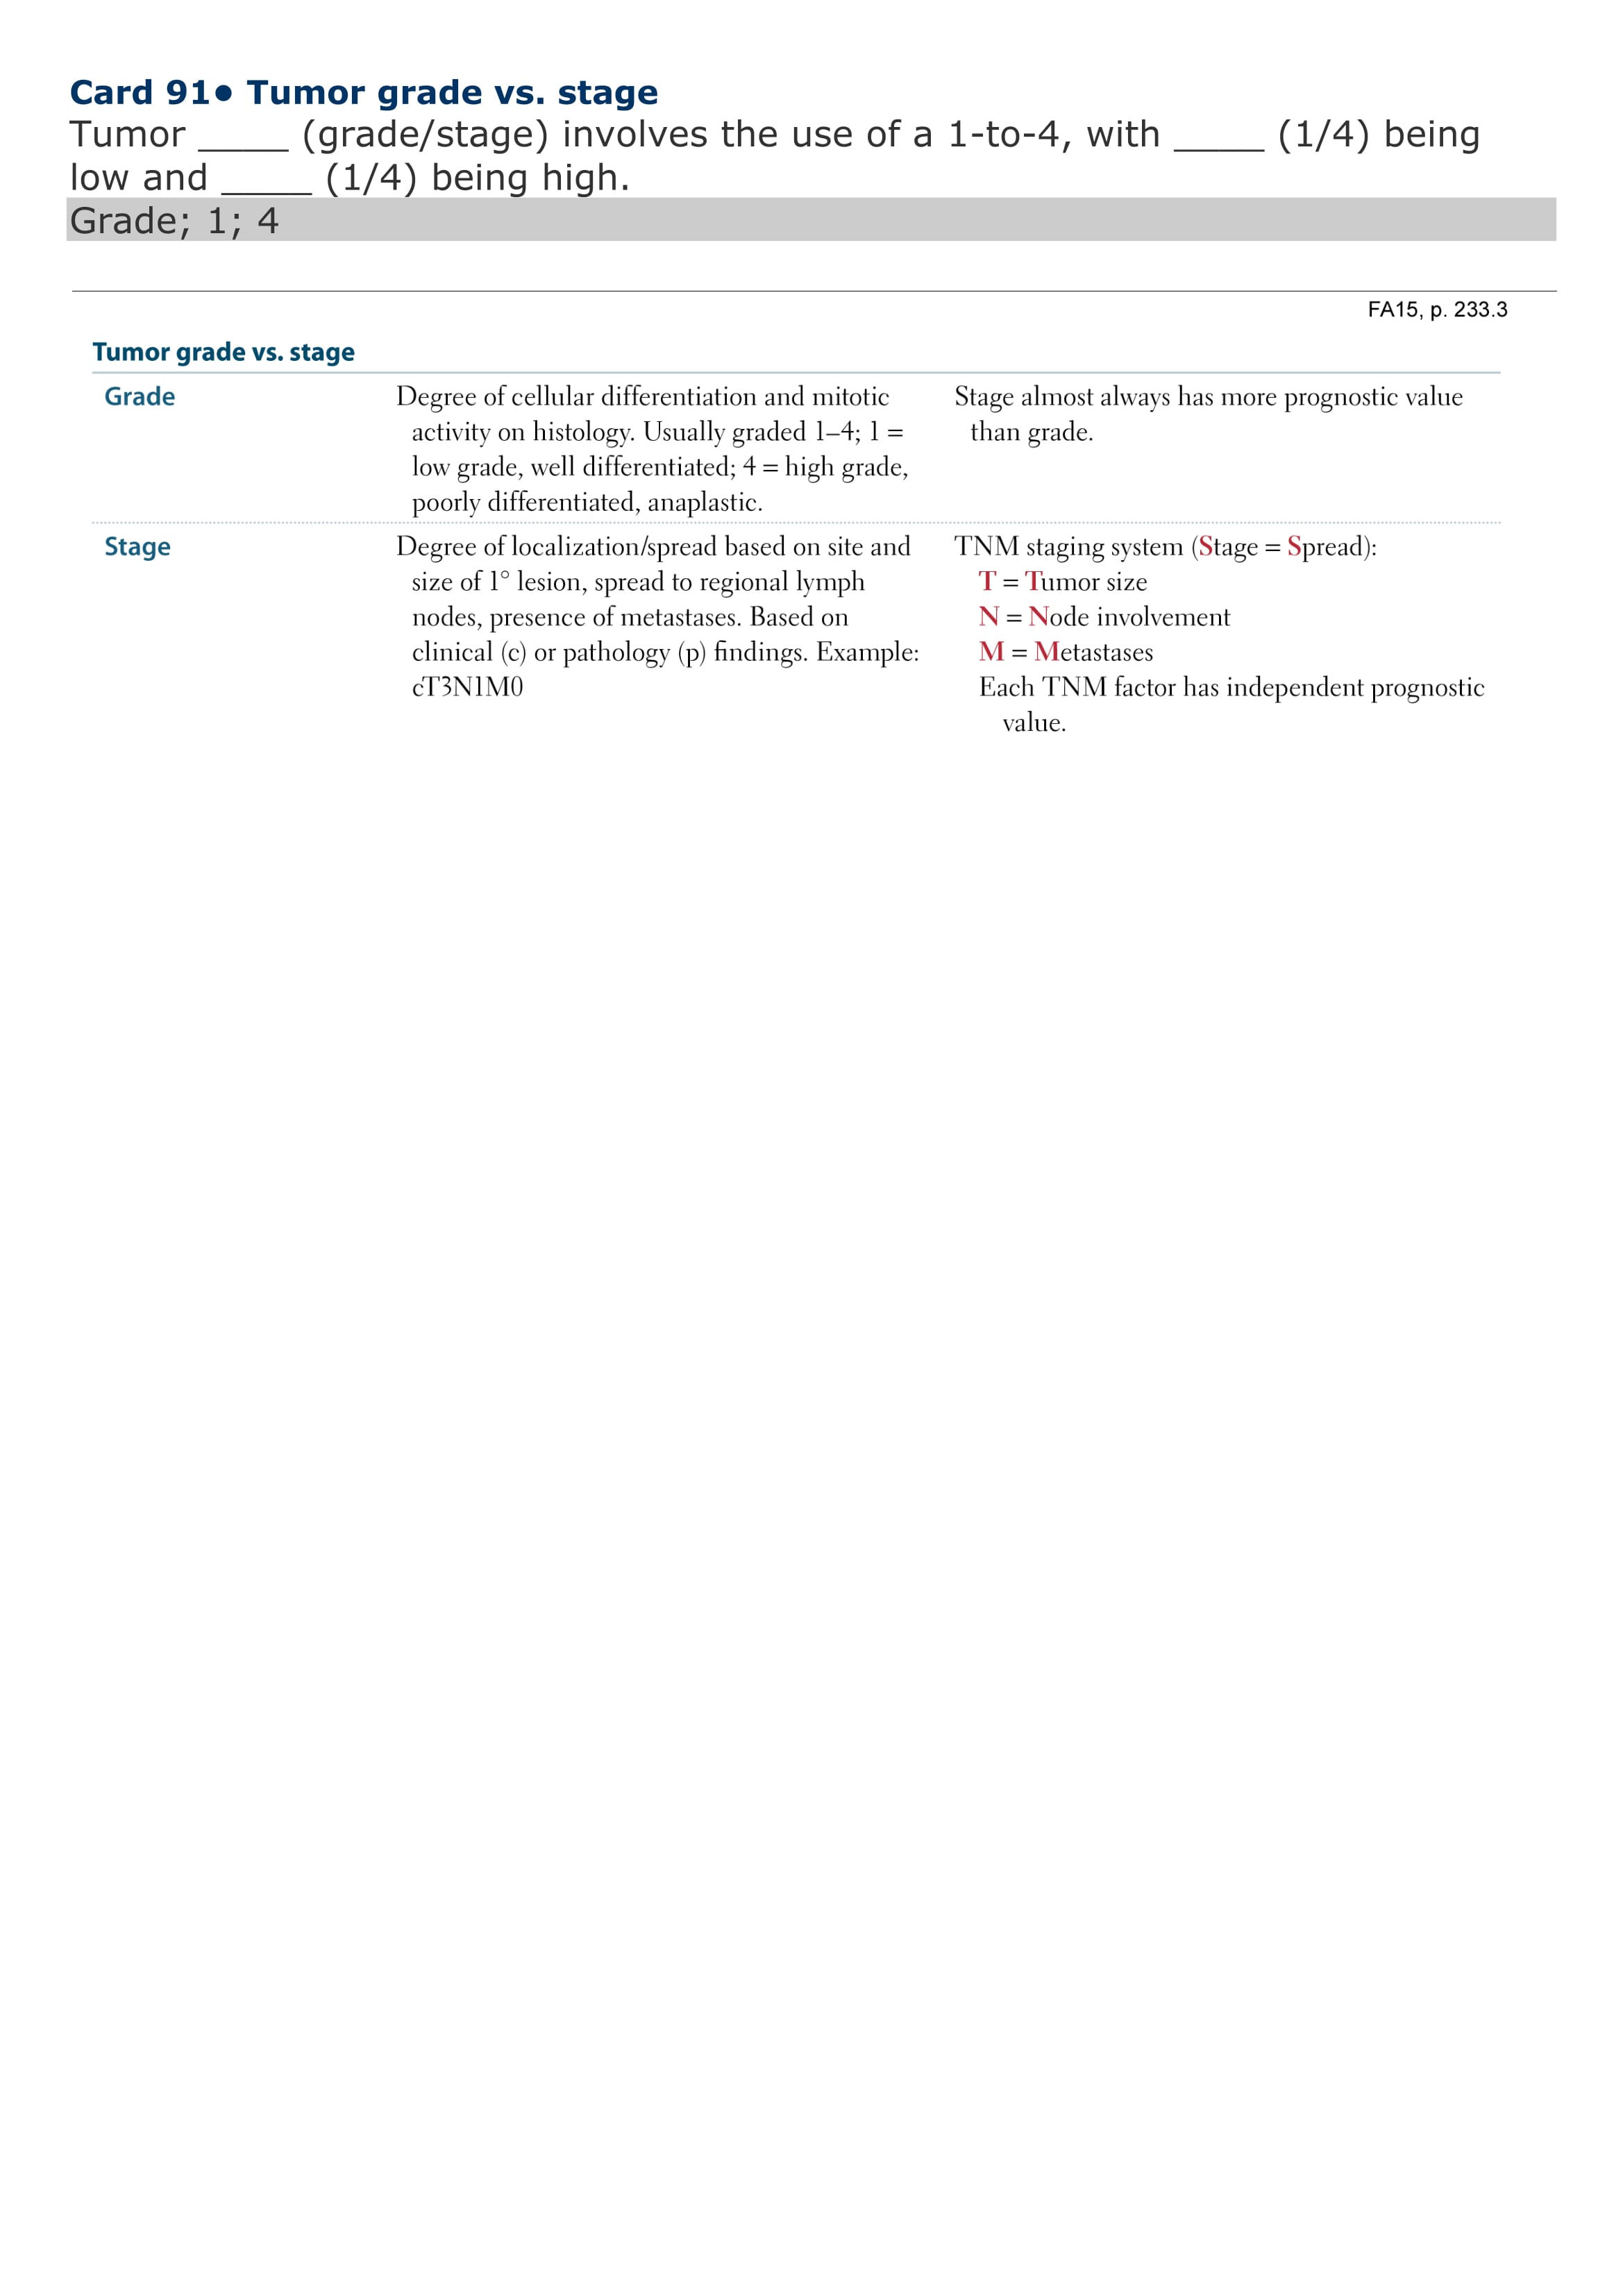 Card 91● Tumor grade vs. stage
Tumor ____ (grade/stage) involves the use of a 1-to-4, with ____ (1/4) being
low and ____ (1/4) being high.
Grade; 1; 4
FA15, p. 233.3
Tumor grade vs. stage
Grade
Degree of cellular differentiation and mitotic
activity on histology. Usually graded 1–4; 1 =
low grade, well differentiated; 4 = high grade,
poorly differentiated, anaplastic.
Stage almost always has more prognostic value
than grade.
Stage
Degree of localization/spread based on site and
size of 1° lesion, spread to regional lymph
nodes, presence of metastases. Based on
clinical (c) or pathology (p) findings. Example:
cT3N1M0
TNM staging system (Stage = Spread):
T = Tumor size
N = Node involvement
M = Metastases
Each TNM factor has independent prognostic
value.